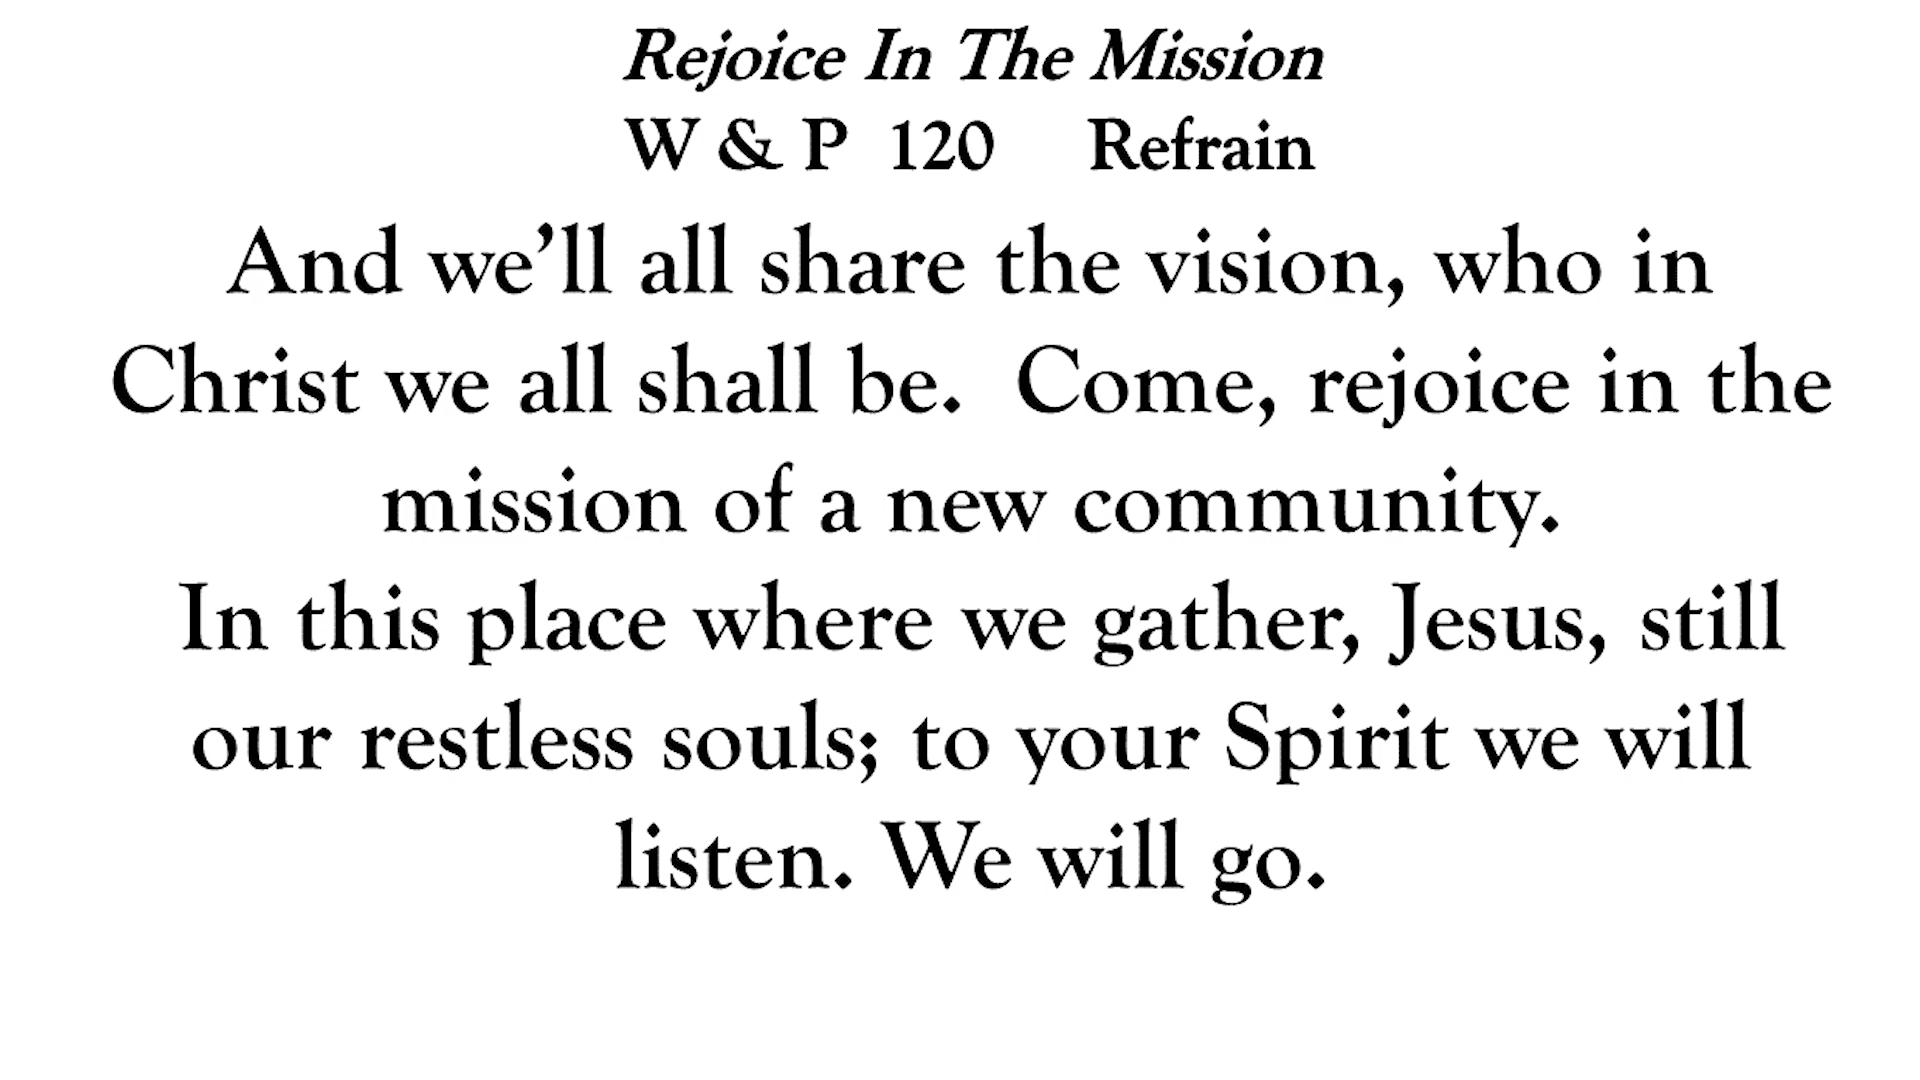 Rejoice In The Mission
W & P 120 Refrain
And we’ll all share the vision, who in
Christ we all shall be. Come, rejoice in the
mission of a new community.
In this place where we gather, Jesus, still
our restless souls; to your Spirit we will
listen. We will go.